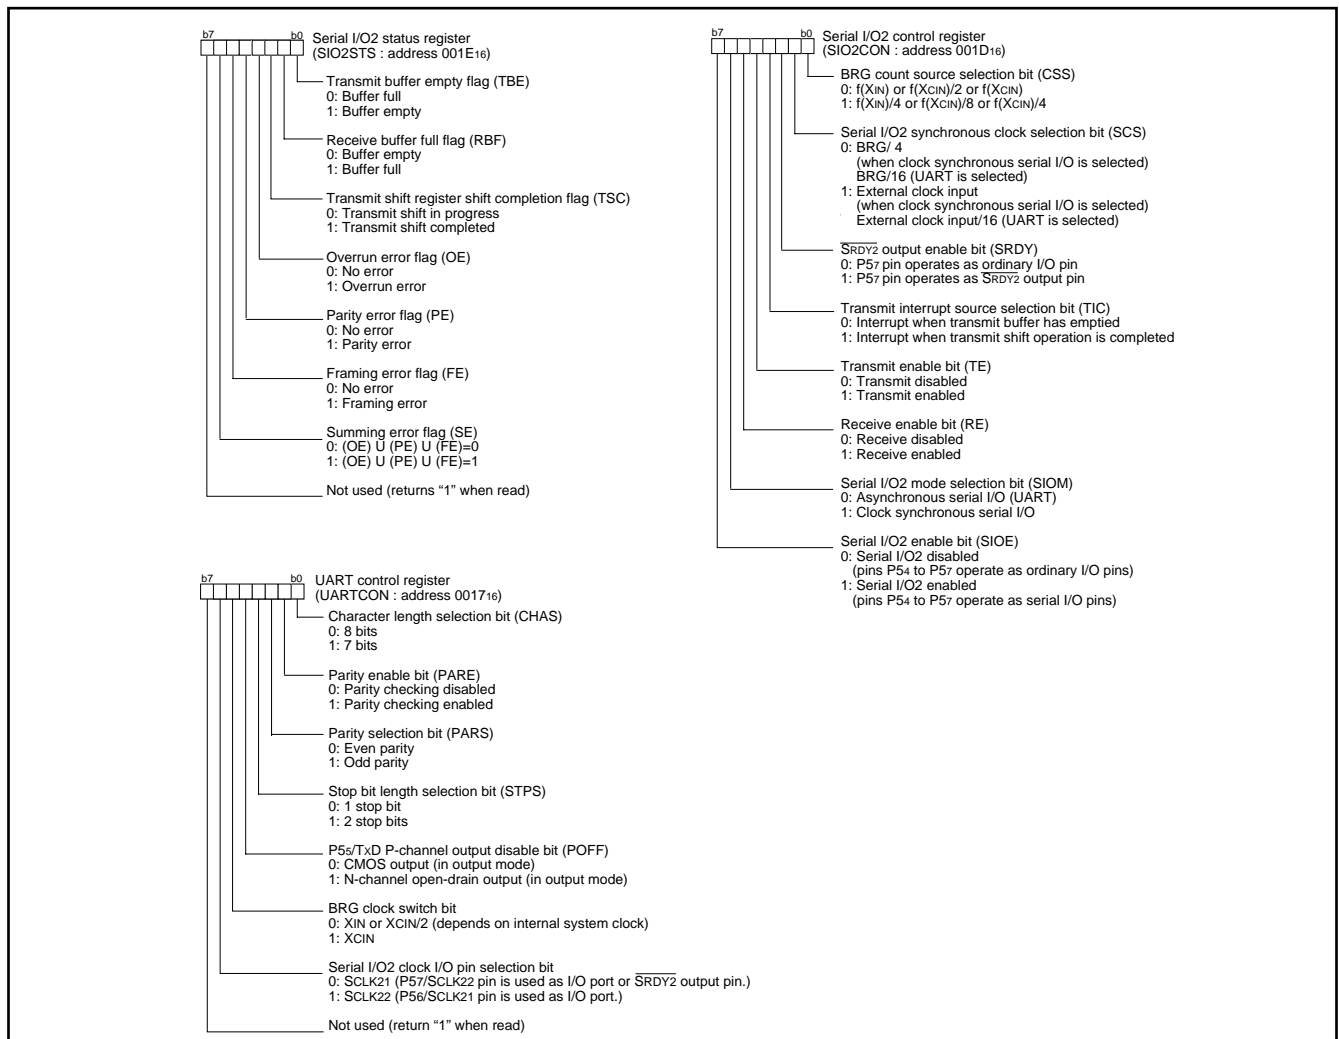 b7 b0 Serial I/O2 status register
(SIO2STS : address 001E16)
Transmit buffer empty flag (TBE)
0: Buffer full
1: Buffer empty
Receive buffer full flag (RBF)
0: Buffer empty
1: Buffer full
Transmit shift register shift completion flag (TSC)
0: Transmit shift in progress
1: Transmit shift completed
Overrun error flag (OE)
0: No error
1: Overrun error
Parity error flag (PE)
0: No error
1: Parity error
Framing error flag (FE)
0: No error
1: Framing error
Summing error flag (SE)
0: (OE) U (PE) U (FE)=0
1: (OE) U (PE) U (FE)=1
Not used (returns “1” when read)
b7 b0 Serial I/O2 control register
(SIO2CON : address 001D16)
BRG count source selection bit (CSS)
0: f(XIN) or f(XCIN)/2 or f(XCIN)
1: f(XIN)/4 or f(XCIN)/8 or f(XCIN)/4
Serial I/O2 synchronous clock selection bit (SCS)
0: BRG/ 4
(when clock synchronous serial I/O is selected)
BRG/16 (UART is selected)
1: External clock input
(when clock synchronous serial I/O is selected)
External clock input/16 (UART is selected)
SRDY2 output enable bit (SRDY)
0: P57 pin operates as ordinary I/O pin
1: P57 pin operates as SRDY2 output pin
Transmit interrupt source selection bit (TIC)
0: Interrupt when transmit buffer has emptied
1: Interrupt when transmit shift operation is completed
Transmit enable bit (TE)
0: Transmit disabled
1: Transmit enabled
Receive enable bit (RE)
0: Receive disabled
1: Receive enabled
Serial I/O2 mode selection bit (SIOM)
0: Asynchronous serial I/O (UART)
1: Clock synchronous serial I/O
Serial I/O2 enable bit (SIOE)
0: Serial I/O2 disabled
(pins P54 to P57 operate as ordinary I/O pins)
1: Serial I/O2 enabled
(pins P54 to P57 operate as serial I/O pins)
b7 b0 UART control register
(UARTCON : address 001716)
Character length selection bit (CHAS)
0: 8 bits
1: 7 bits
Parity enable bit (PARE)
0: Parity checking disabled
1: Parity checking enabled
Parity selection bit (PARS)
0: Even parity
1: Odd parity
Stop bit length selection bit (STPS)
0: 1 stop bit
1: 2 stop bits
P55/TXD P-channel output disable bit (POFF)
0: CMOS output (in output mode)
1: N-channel open-drain output (in output mode)
BRG clock switch bit
0: XIN or XCIN/2 (depends on internal system clock)
1: XCIN
Serial I/O2 clock I/O pin selection bit
0: SCLK21 (P57/SCLK22 pin is used as I/O port or SRDY2 output pin.)
1: SCLK22 (P56/SCLK21 pin is used as I/O port.)
Not used (return “1” when read)